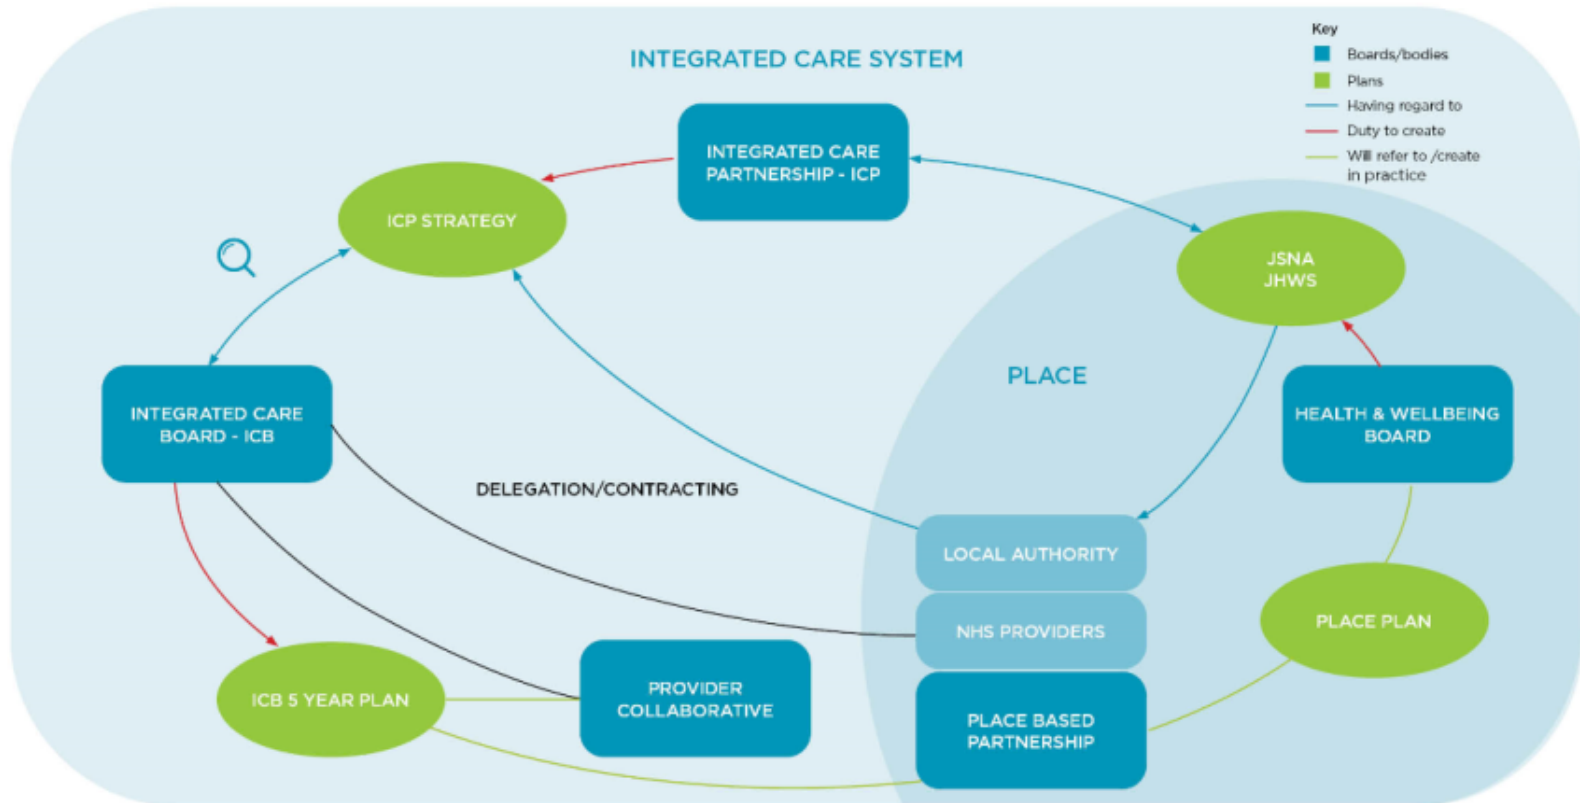 INTEGRATED CARE SYSTEM
Key
Boards/bodies
Plans
Having regard to
Duty to create
Will refer to /create
in practice
INTEGRATED CARE
PARTNERSHIP - ICP
ICP STRATEGY
JSNA
JHWS
PLACE
INTEGRATED CARE
BOARD - ICB
HEALTH & WELLBEING
BOARD
DELEGATION/CONTRACTING
LOCAL AUTHORITY
NHS PROVIDERS
PLACE PLAN
ICB 5 YEAR PLAN
PROVIDER
COLLABORATIVE
PLACE BASED
PARTNERSHIP